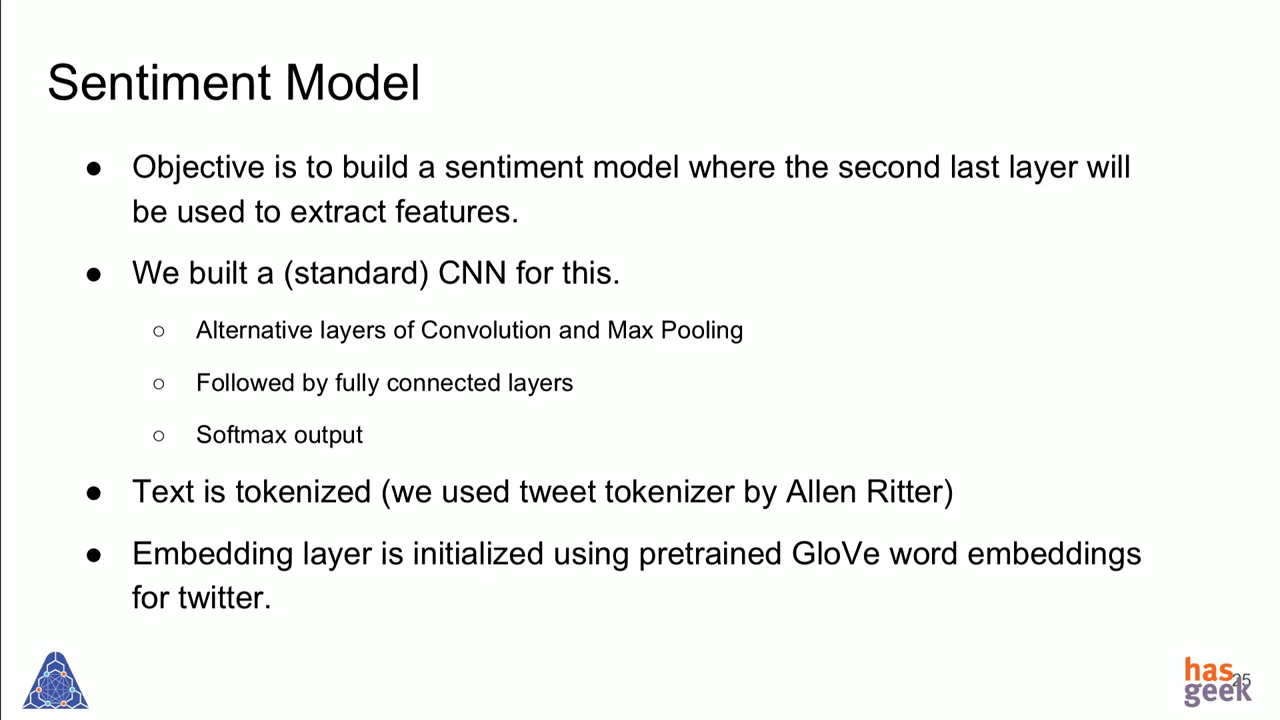 Sentiment Model
● Objective is to build a sentiment model where the second last layer will
be used to extract features.
● We built a (standard) CNN for this.
○ Alternative layers of Convolution and Max Pooling
○ Followed by fully connected layers
○ Softmax output
● Text is tokenized (we used tweet tokenizer by Allen Ritter)
● Embedding layer is initialized using pretrained GloVe word embeddings
for twitter.
has
geek
25